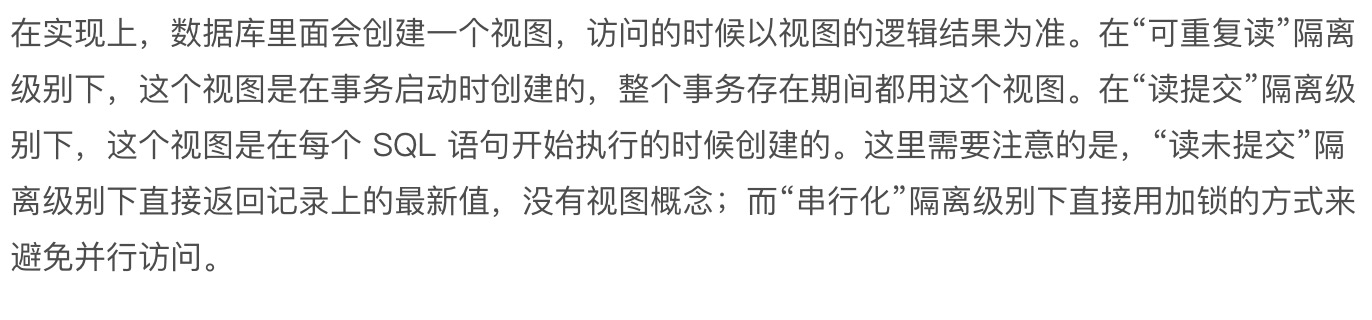 在实现上，数据库里面会创建一个视图，访问的时候以视图的逻辑结果为准。在“可重复读”隔离
级别下，这个视图是在事务启动时创建的，整个事务存在期间都用这个视图。在“读提交”隔离级
别下，这个视图是在每个 SQL 语句开始执行的时候创建的。这里需要注意的是，“读未提交”隔
离级别下直接返回记录上的最新值，没有视图概念；而“串行化”隔离级别下直接用加锁的方式来
避免并行访问。